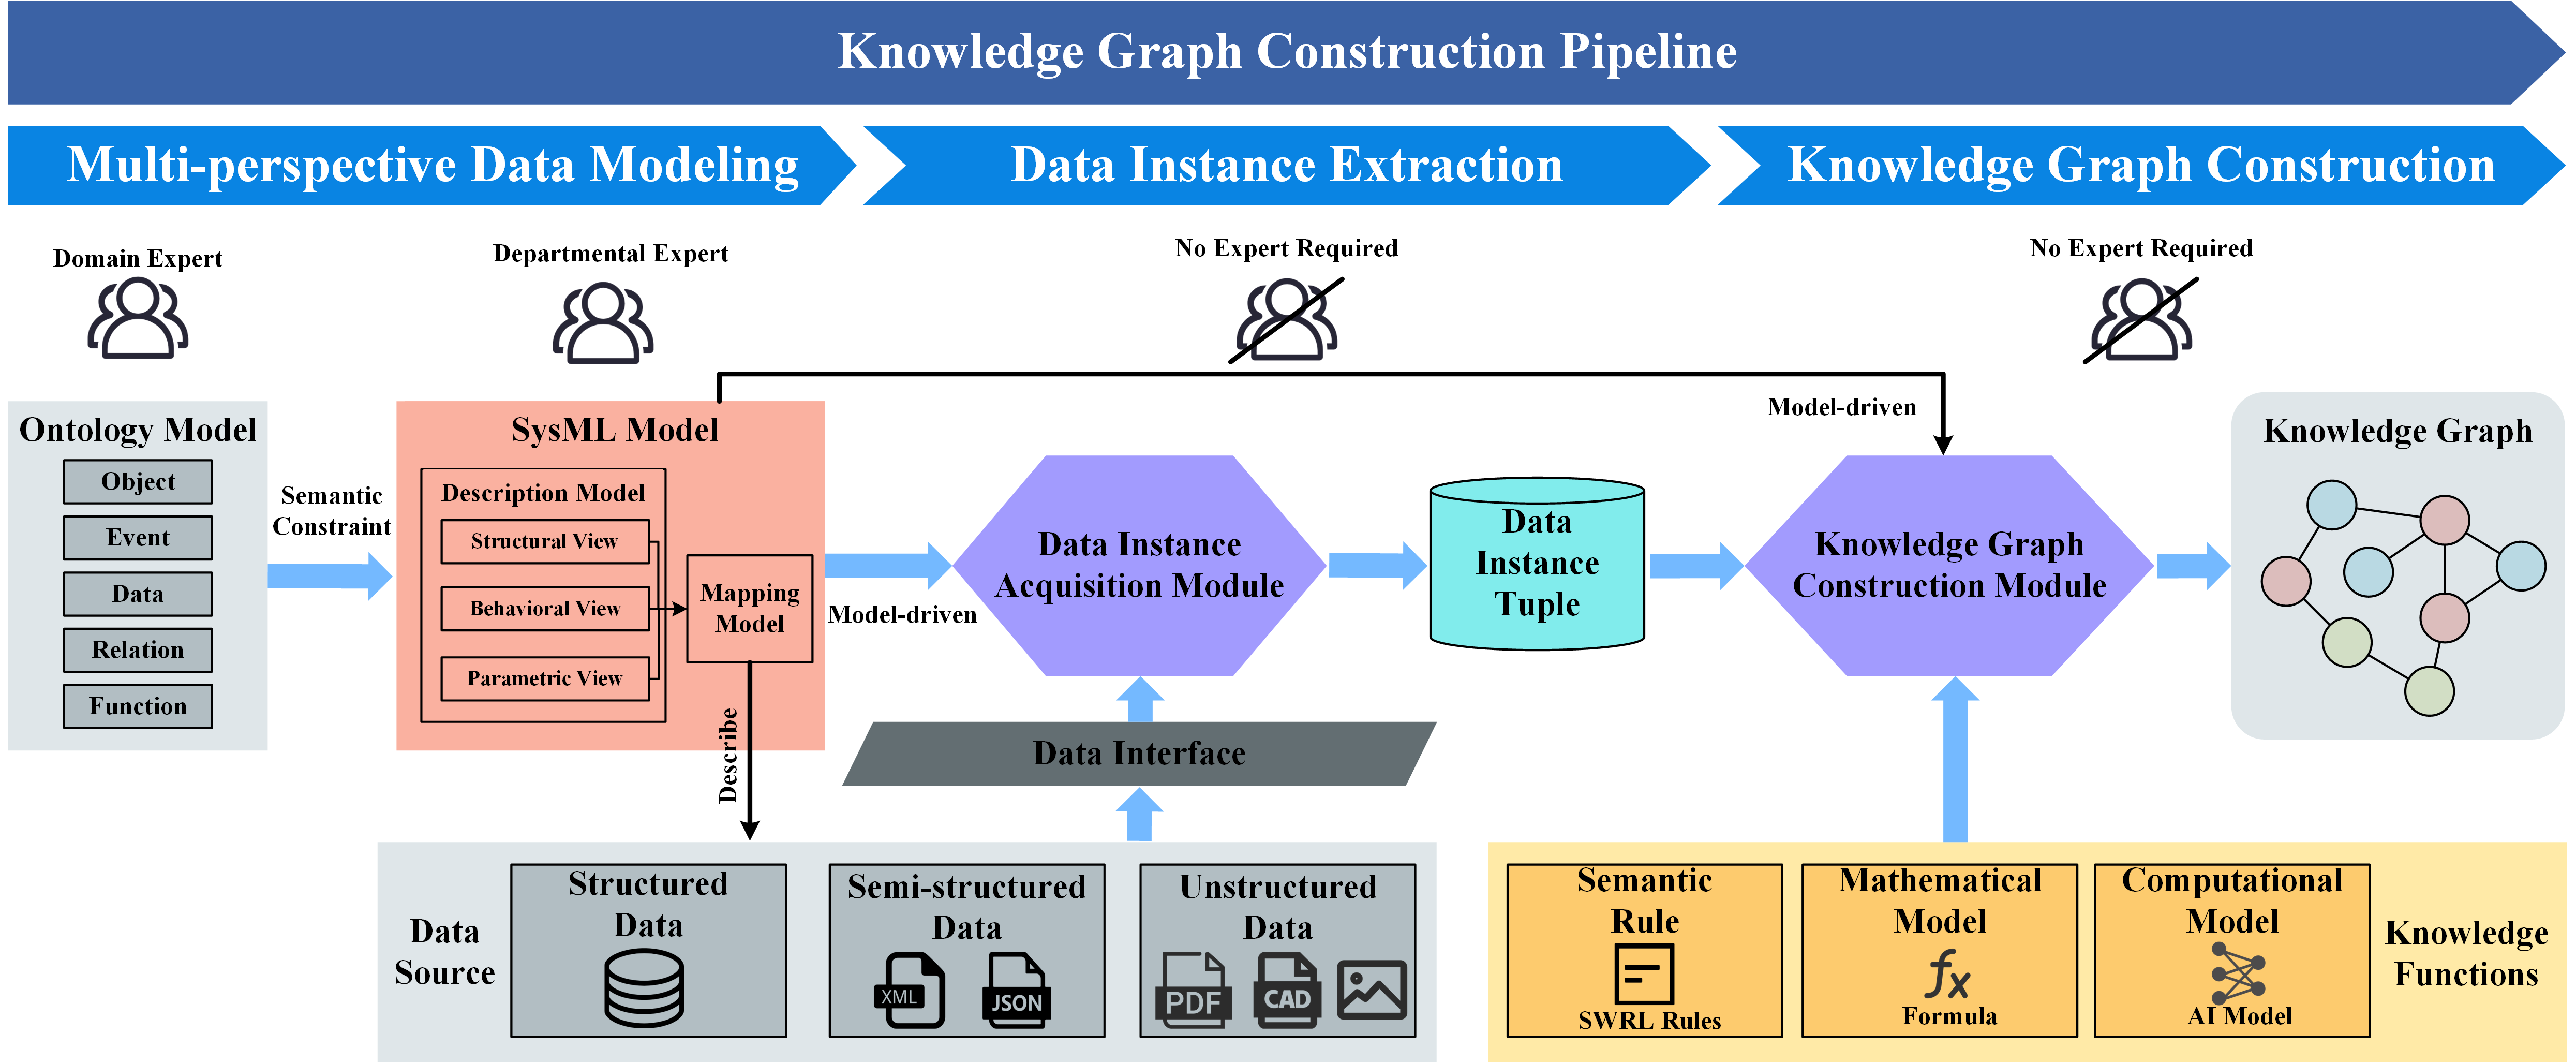 Knowledge Graph Construction Pipeline
Multi-perspective Data Modeling
Data Instance Extraction
Knowledge Graph Construction
Domain Expert
Departmental Expert
No Expert Required
No Expert Required
Ontology Model
Object
Event
Data
Relation
Function
Semantic
Constraint
SysML Model
Description Model
Structural View
Behavioral View
Parametric View
Mapping
Model
Describe
Model-driven
Model-driven
Data Instance
Acquisition Module
Data
Instance
Tuple
Knowledge Graph
Construction Module
Knowledge Graph
Data Interface
Data
Source
Structured
Data
Semi-structured
Data
XML
JSON
Unstructured
Data
PDF
CAD
Semantic
Rule
SWRL Rules
Mathematical
Model
fx
Formula
Computational
Model
AI Model
Knowledge
Functions